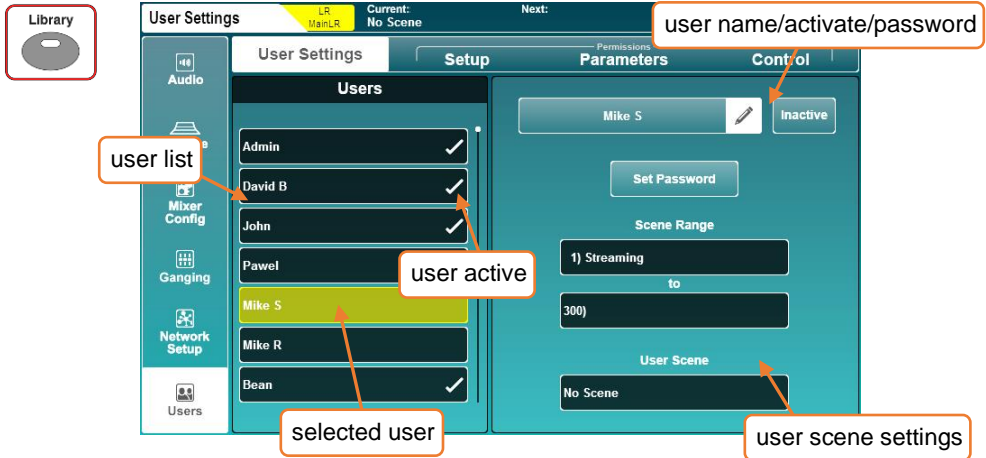 Library
User Settings
LR
MainLR
Current:
No Scene
Next:
user name/activate/password
User Settings
Permissions
Setup
Parameters
Control
Audio
Mixer
Config
Ganging
Network
Setup
Users
Users
Admin
David B
John
Pawel
Mike S
Mike R
Bean
user list
user active
selected user
Mike S
Inactive
Set Password
Scene Range
1) Streaming
to
300)
User Scene
No Scene
user scene settings